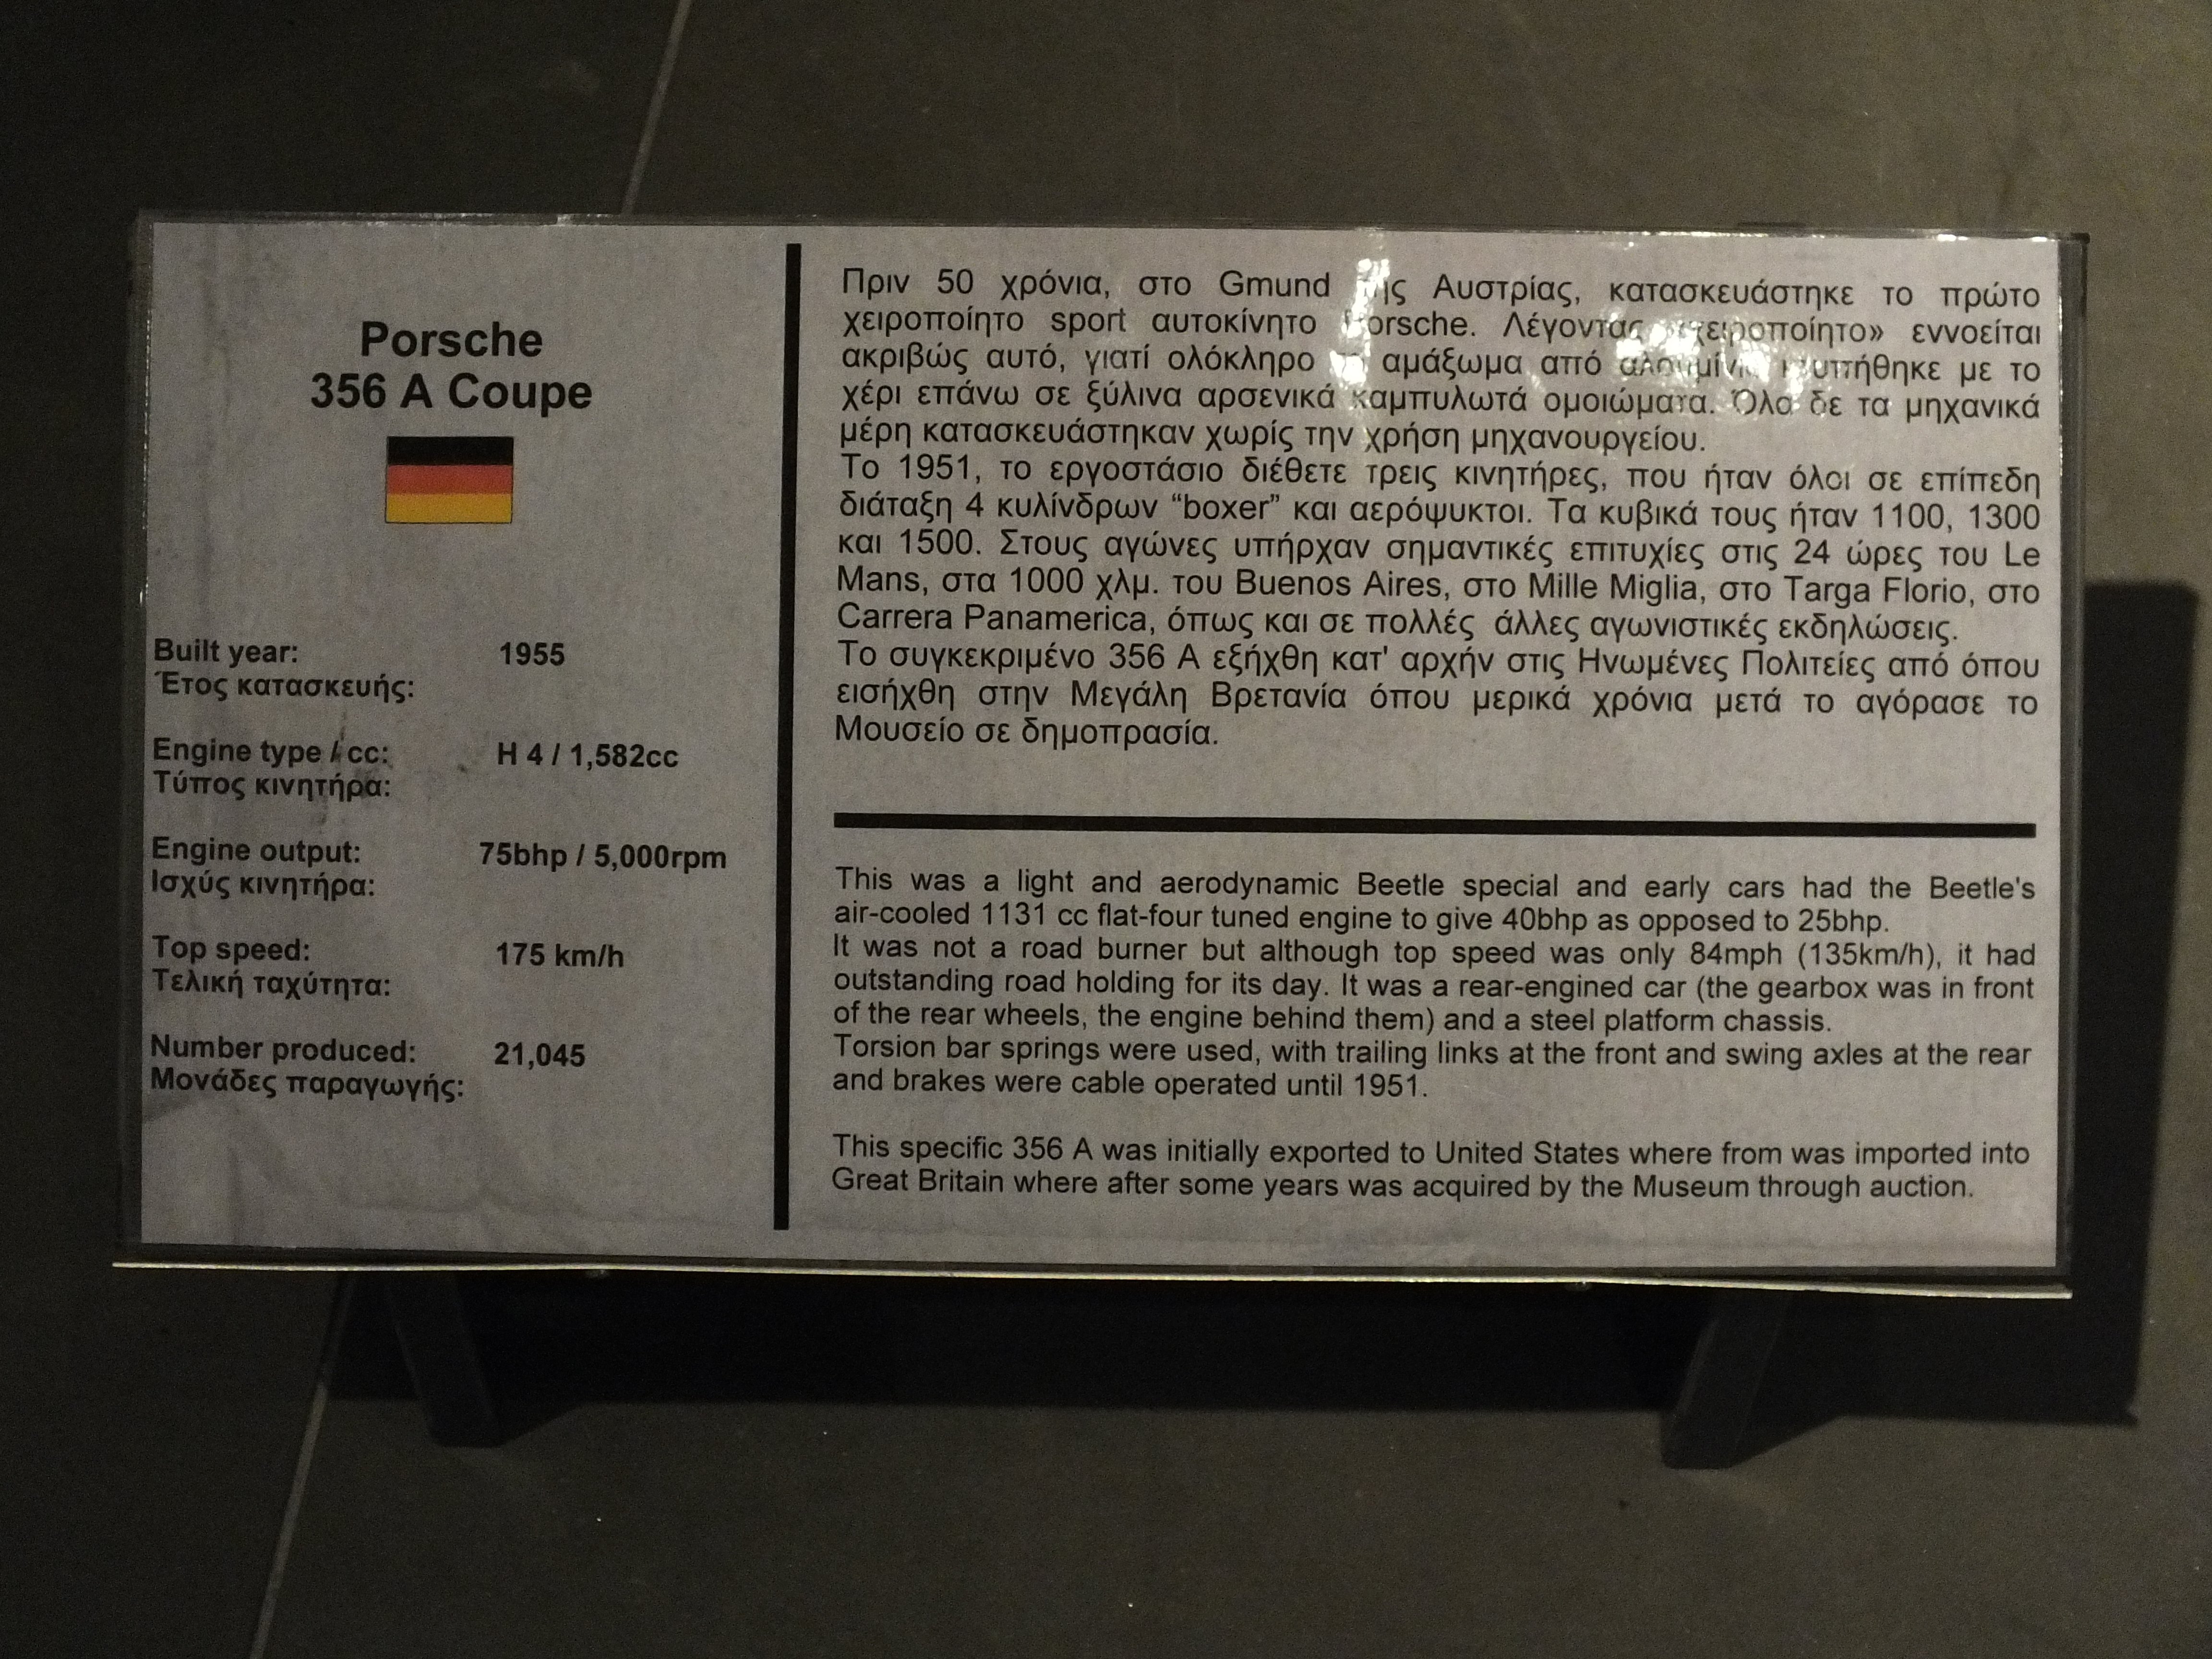 Porsche
356 A Coupe
Built year: 1955
Έτος κατασκευής:
Engine type / cc: H 4 / 1,582cc
Τύπος κινητήρα:
Engine output: 75bhp / 5,000rpm
Ισχύς κινητήρα:
Top speed: 175 km/h
Τελική ταχύτητα:
Number produced: 21,045
Μονάδες παραγωγής:
Πριν 50 χρόνια, στο Gmund της Αυστρίας, κατασκευάστηκε το πρώτο
χειροποίητο sport αυτοκίνητο Porsche. Λέγοντας «χειροποίητο» εννοείται
ακριβώς αυτό, γιατί ολόκληρο το αμάξωμα από με το
χέρι επάνω σε ξύλινα αρσενικά καμπυλωτά ομοιώματα. Όλα δε τα μηχανικά
μέρη κατασκευάστηκαν χωρίς την χρήση μηχανουργείου.
Το 1951, το εργοστάσιο διέθετε τρεις κινητήρες, που ήταν όλοι σε επίπεδη
διάταξη 4 κυλίνδρων “boxer” και αερόψυκτοι. Τα κυβικά τους ήταν 1100, 1300
και 1500. Στους αγώνες υπήρχαν σημαντικές επιτυχίες στις 24 ώρες του Le
Mans, στα 1000 χλμ. του Buenos Aires, στο Mille Miglia, στο Targa Florio, στο
Carrera Panamerica, όπως και σε πολλές άλλες αγωνιστικές εκδηλώσεις.
Το συγκεκριμένο 356 Α εξήχθη κατ' αρχήν στις Ηνωμένες Πολιτείες από όπου
εισήχθη στην Μεγάλη Βρετανία όπου μερικά χρόνια μετά το αγόρασε το
Μουσείο σε δημοπρασία.
This was a light and aerodynamic Beetle special and early cars had the Beetle's
air-cooled 1131 cc flat-four tuned engine to give 40bhp as opposed to 25bhp.
It was not a road burner but although top speed was only 84mph (135km/h), it had
outstanding road holding for its day. It was a rear-engined car (the gearbox was in front
of the rear wheels, the engine behind them) and a steel platform chassis.
Torsion bar springs were used, with trailing links at the front and swing axles at the rear
and brakes were cable operated until 1951.
This specific 356 A was initially exported to United States where from was imported into
Great Britain where after some years was acquired by the Museum through auction.